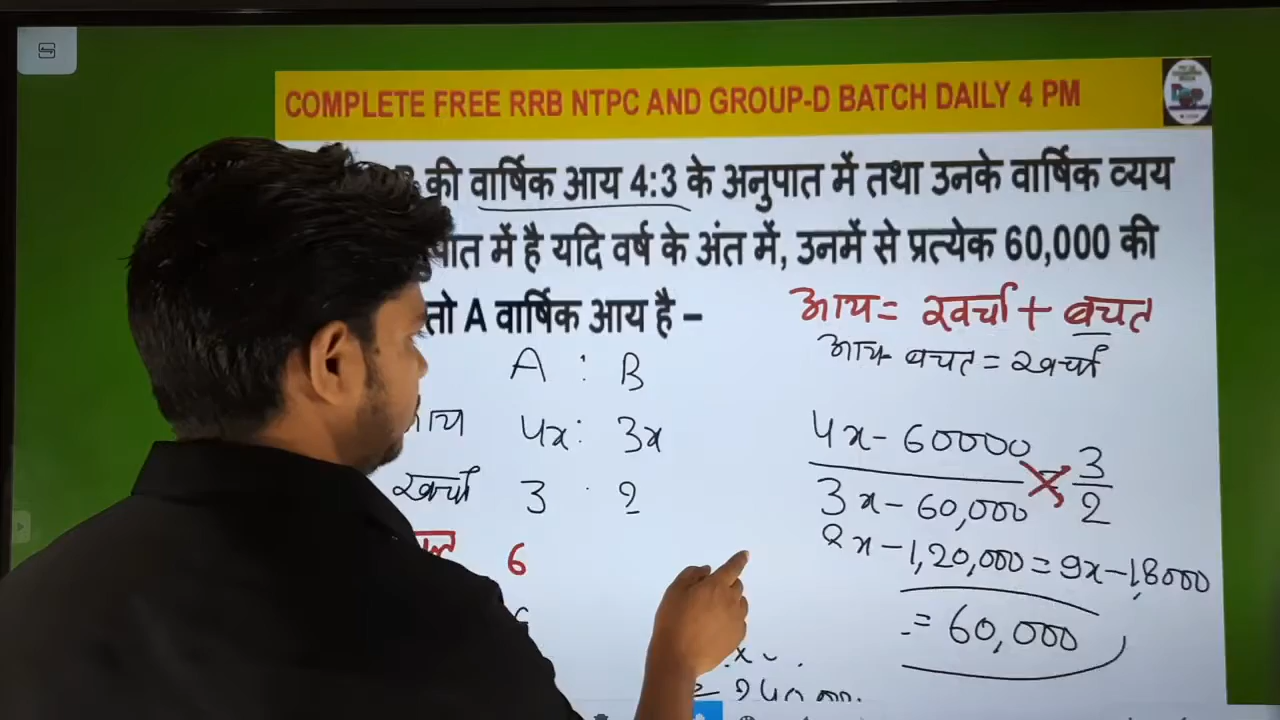 COMPLETE FREE RRB NTPC AND GROUP-D BATCH DAILY 4 PM
की वार्षिक आय 4:3 के अनुपात में तथा उनके वार्षिक व्यय
पात में है यदि वर्ष के अंत में, उनमें से प्रत्येक 60,000 की
तो A वार्षिक आय है –
आय = खर्चा + बचत
आय - बचत = खर्चा
A : B
आय 4x : 3x
खर्चा 3 : 2
6
4x - 60000 = 3
3x - 60,000 2
8x - 1,20,000 = 9x - 1,8000
= 60,000